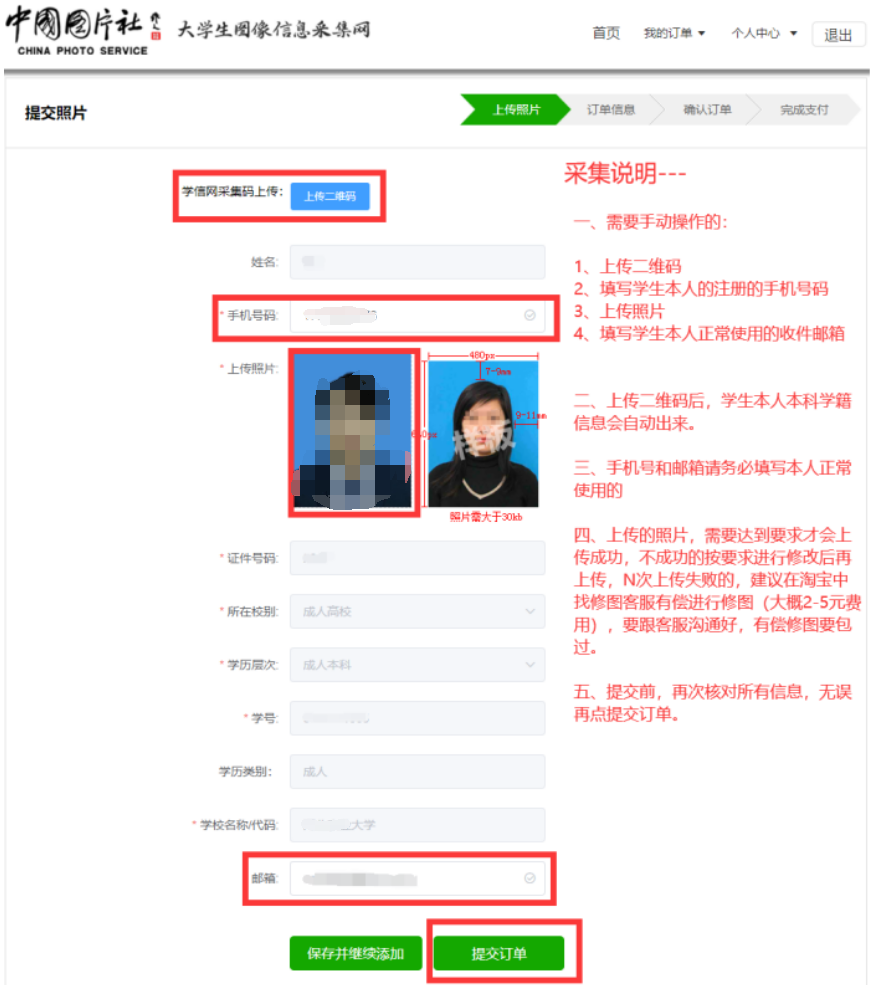 中國圖片社
CHINA PHOTO SERVICE
大学生图像信息采集网
首页 我的订单 个人中心 退出
提交照片
上传照片 订单信息 确认订单 完成支付
学信网采集码上传: 上传二维码
姓名:
* 手机号码:
* 上传照片:
480px
7-9mm
9-11mm
样版
照片需大于30kb
* 证件号码:
* 所在校别: 成人高校
* 学历层次: 成人本科
* 学号:
学历类别: 成人
* 学校名称/代码: 大学
邮箱:
保存并继续添加 提交订单
采集说明---
一、需要手动操作的:
1、上传二维码
2、填写学生本人的注册的手机号码
3、上传照片
4、填写学生本人正常使用的收件邮箱
二、上传二维码后，学生本人本科学籍
信息会自动出来。
三、手机号和邮箱请务必填写本人正常
使用的
四、上传的照片，需要达到要求才会上
传成功，不成功的按要求进行修改后再
上传，N次上传失败的，建议在淘宝中
找修图客服有偿进行修图（大概2-5元费
用），要跟客服沟通好，有偿修图要包
过。
五、提交前，再次核对所有信息，无误
再点提交订单。